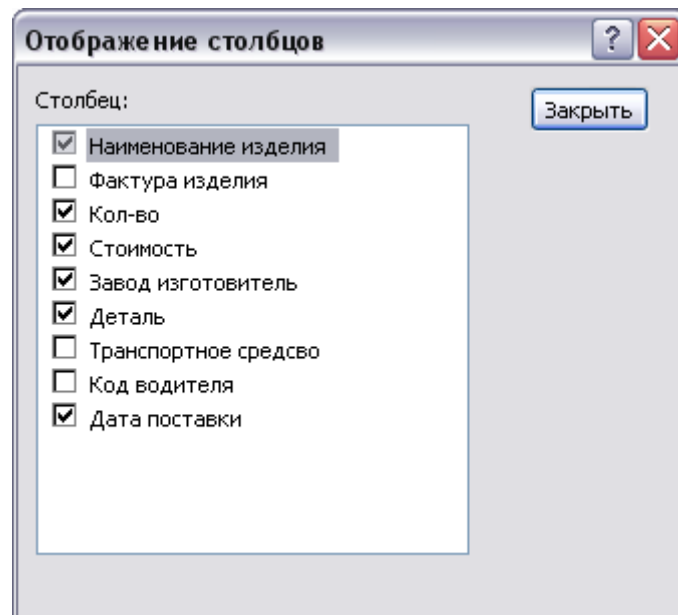 Отображение столбцов
Столбец:
Закрыть
Наименование изделия
Фактура изделия
Кол-во
Стоимость
Завод изготовитель
Деталь
Транспортное средсво
Код водителя
Дата поставки